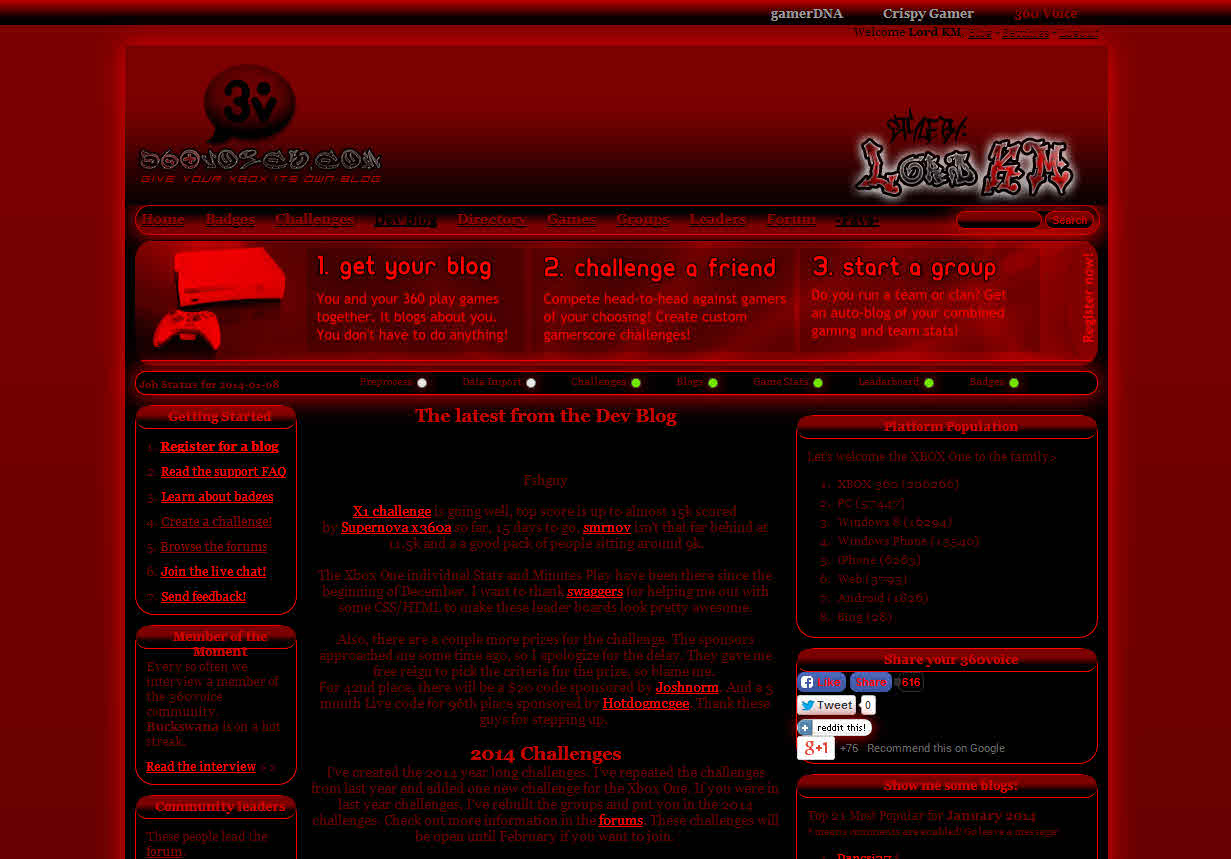 gamerDNA Crispy Gamer 360 Voice
Welcome Lord KM,
3v
360voice.com
GIVE YOUR XBOX ITS OWN BLOG
STYLE BY:
LORD KM
Home Badges Challenges Dev Blog Directory Games Groups Leaders Forum
Search
1. get your blog
You and your 360 play games
together. It blogs about you.
You don't have to do anything!
2. challenge a friend
Compete head-to-head against gamers
of your choosing! Create custom
gamerscore challenges!
3. start a group
Do you run a team or clan? Get
an auto-blog of your combined
gaming and team stats!
Register now!
Job Status for 2014-01-08 Preprocess Data Import Challenges Blogs Game Stats Leaderboard Badges
Getting Started
1. Register for a blog
2. Read the support FAQ
3. Learn about badges
4. Create a challenge!
5. Browse the forums
6. Join the live chat!
7. Send feedback!
Member of the
Moment
Every so often we
interview a member of
the 360voice
community.
Buckswana is on a hot
streak.
Read the interview >>
Community leaders
These people lead the
forum.
The latest from the Dev Blog
Fshguy
X1 challenge is going well, top score is up to almost 15k scored
by Supernova x360a so far, 15 days to go, smrnov isn't that far behind at
11.5k and a a good pack of people sitting around 9k.
The Xbox One individual Stats and Minutes Play have been there since the
beginning of December. I want to thank swaggers for helping me out with
some CSS/HTML to make these leader boards look pretty awesome.
Also, there are a couple more prizes for the challenge. The sponsors
approached me some time ago, so I apologize for the delay. They gave me
free reign to pick the criteria for the prize, so blame me.
For 42nd place, there will be a $20 code sponsored by Joshnorm. And a 3
month Live code for 96th place sponsored by Hotdogmcgee. Thank these
guys for stepping up.
2014 Challenges
I've created the 2014 year long challenges. I've repeated the challenges
from last year and added one new challenge for the Xbox One. If you were in
last year challenges, I've rebuilt the groups and put you in the 2014
challenges. Check out more information in the forums. These challenges will
be open until February if you want to join.
Platform Population
Let's welcome the XBOX One to the family >
1. XBOX 360 (200266)
2. PC (57447)
3. Windows 8 (16294)
4. Windows Phone (13540)
5. iPhone (6263)
6. Web (3793)
7. Android (1826)
8. Bing (28)
Share your 360voice
Like Share 616
Tweet 0
reddit this!
g+1 +76 Recommend this on Google
Show me some blogs!
Top 21 Most Popular for January 2014
* means comments are enabled! Go leave a message!